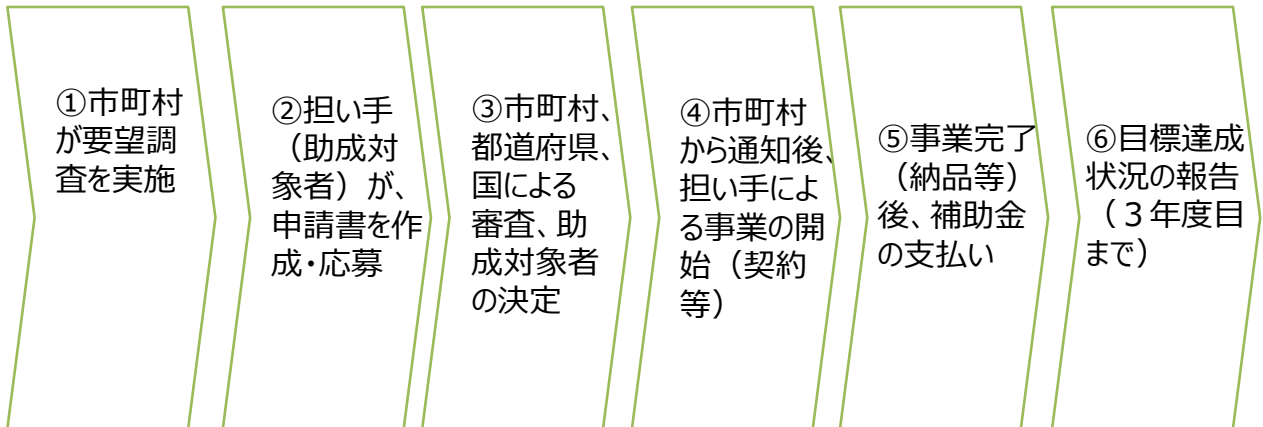 ①市町村
が要望調
査を実施
②担い手
（助成対
象者）が、
申請書を作
成・応募
③市町村、
都道府県、
国による
審査、助
成対象者
の決定
④市町村
から通知後、
担い手によ
る事業の開
始（契約
等）
⑤事業完了
（納品等）
後、補助金
の支払い
⑥目標達成
状況の報告
（３年度目
まで）